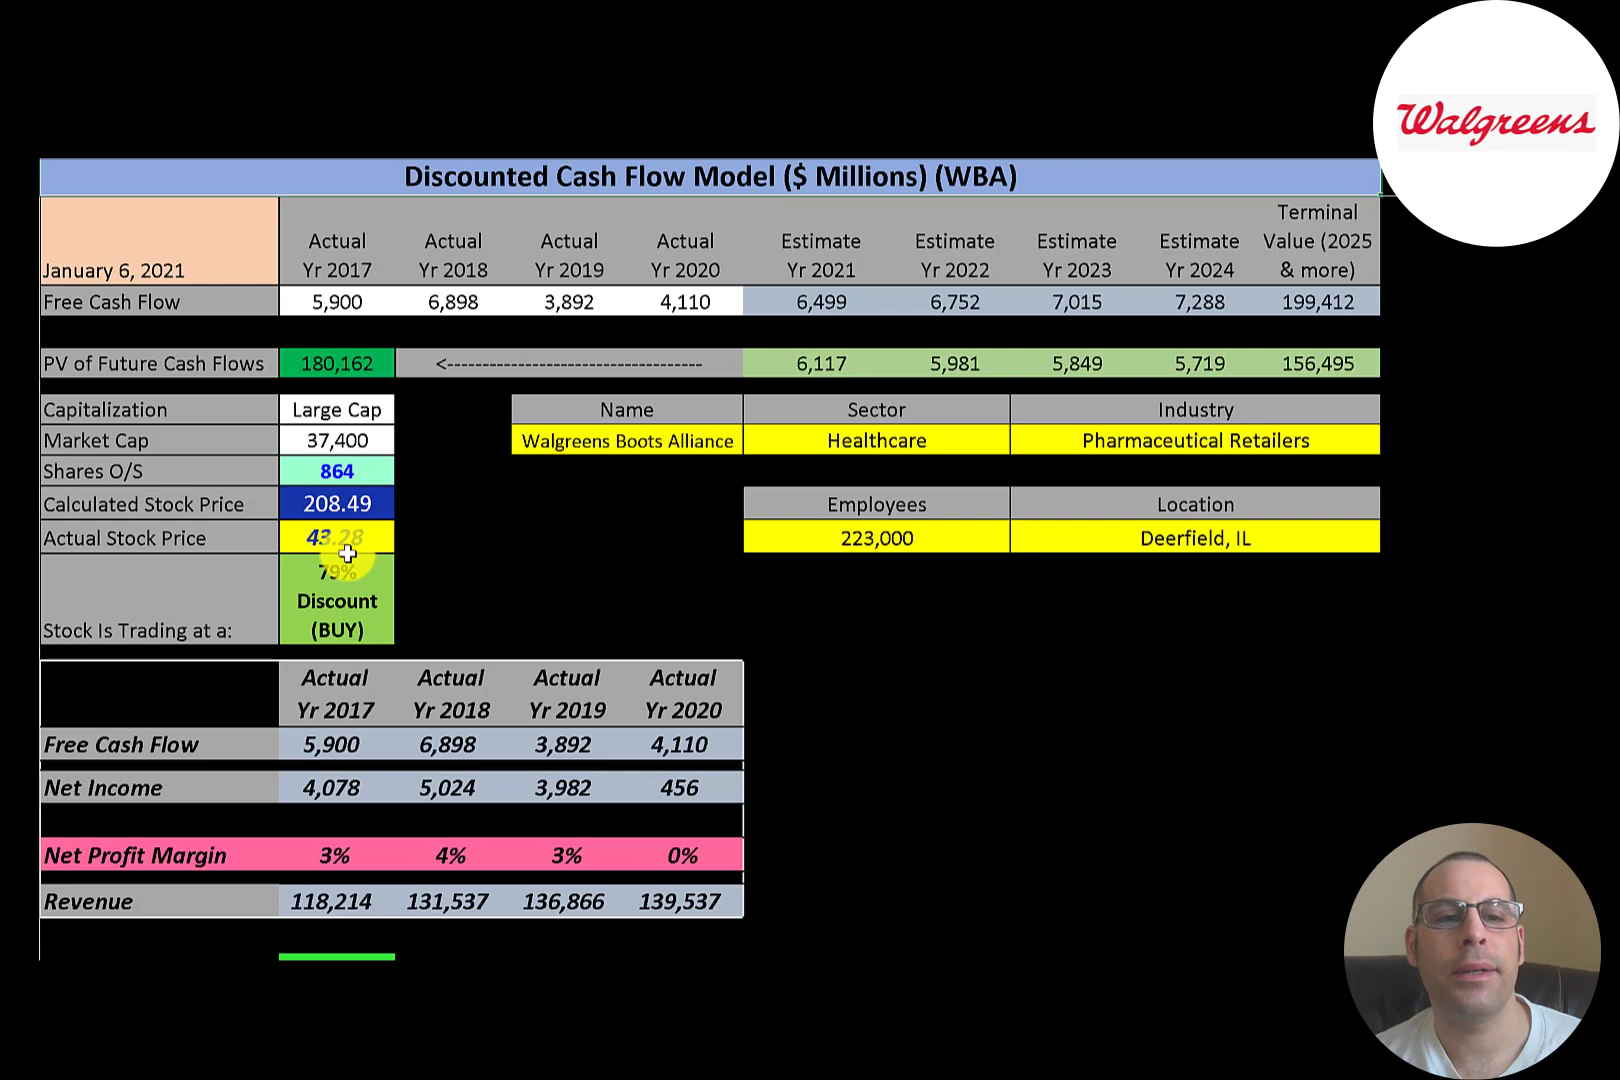 Walgreens
Discounted Cash Flow Model ($ Millions) (WBA)
January 6, 2021 Actual Yr 2017 Actual Yr 2018 Actual Yr 2019 Actual Yr 2020 Estimate Yr 2021 Estimate Yr 2022 Estimate Yr 2023 Estimate Yr 2024 Terminal Value (2025 & more)
Free Cash Flow 5,900 6,898 3,892 4,110 6,499 6,752 7,015 7,288 199,412
PV of Future Cash Flows 180,162 <----------------------------------- 6,117 5,981 5,849 5,719 156,495
Capitalization Large Cap Name Sector Industry
Market Cap 37,400 Walgreens Boots Alliance Healthcare Pharmaceutical Retailers
Shares O/S 864
Calculated Stock Price 208.49 Employees Location
Actual Stock Price 43.28 223,000 Deerfield, IL
Stock Is Trading at a: 79% Discount (BUY)
Actual Yr 2017 Actual Yr 2018 Actual Yr 2019 Actual Yr 2020
Free Cash Flow 5,900 6,898 3,892 4,110
Net Income 4,078 5,024 3,982 456
Net Profit Margin 3% 4% 3% 0%
Revenue 118,214 131,537 136,866 139,537